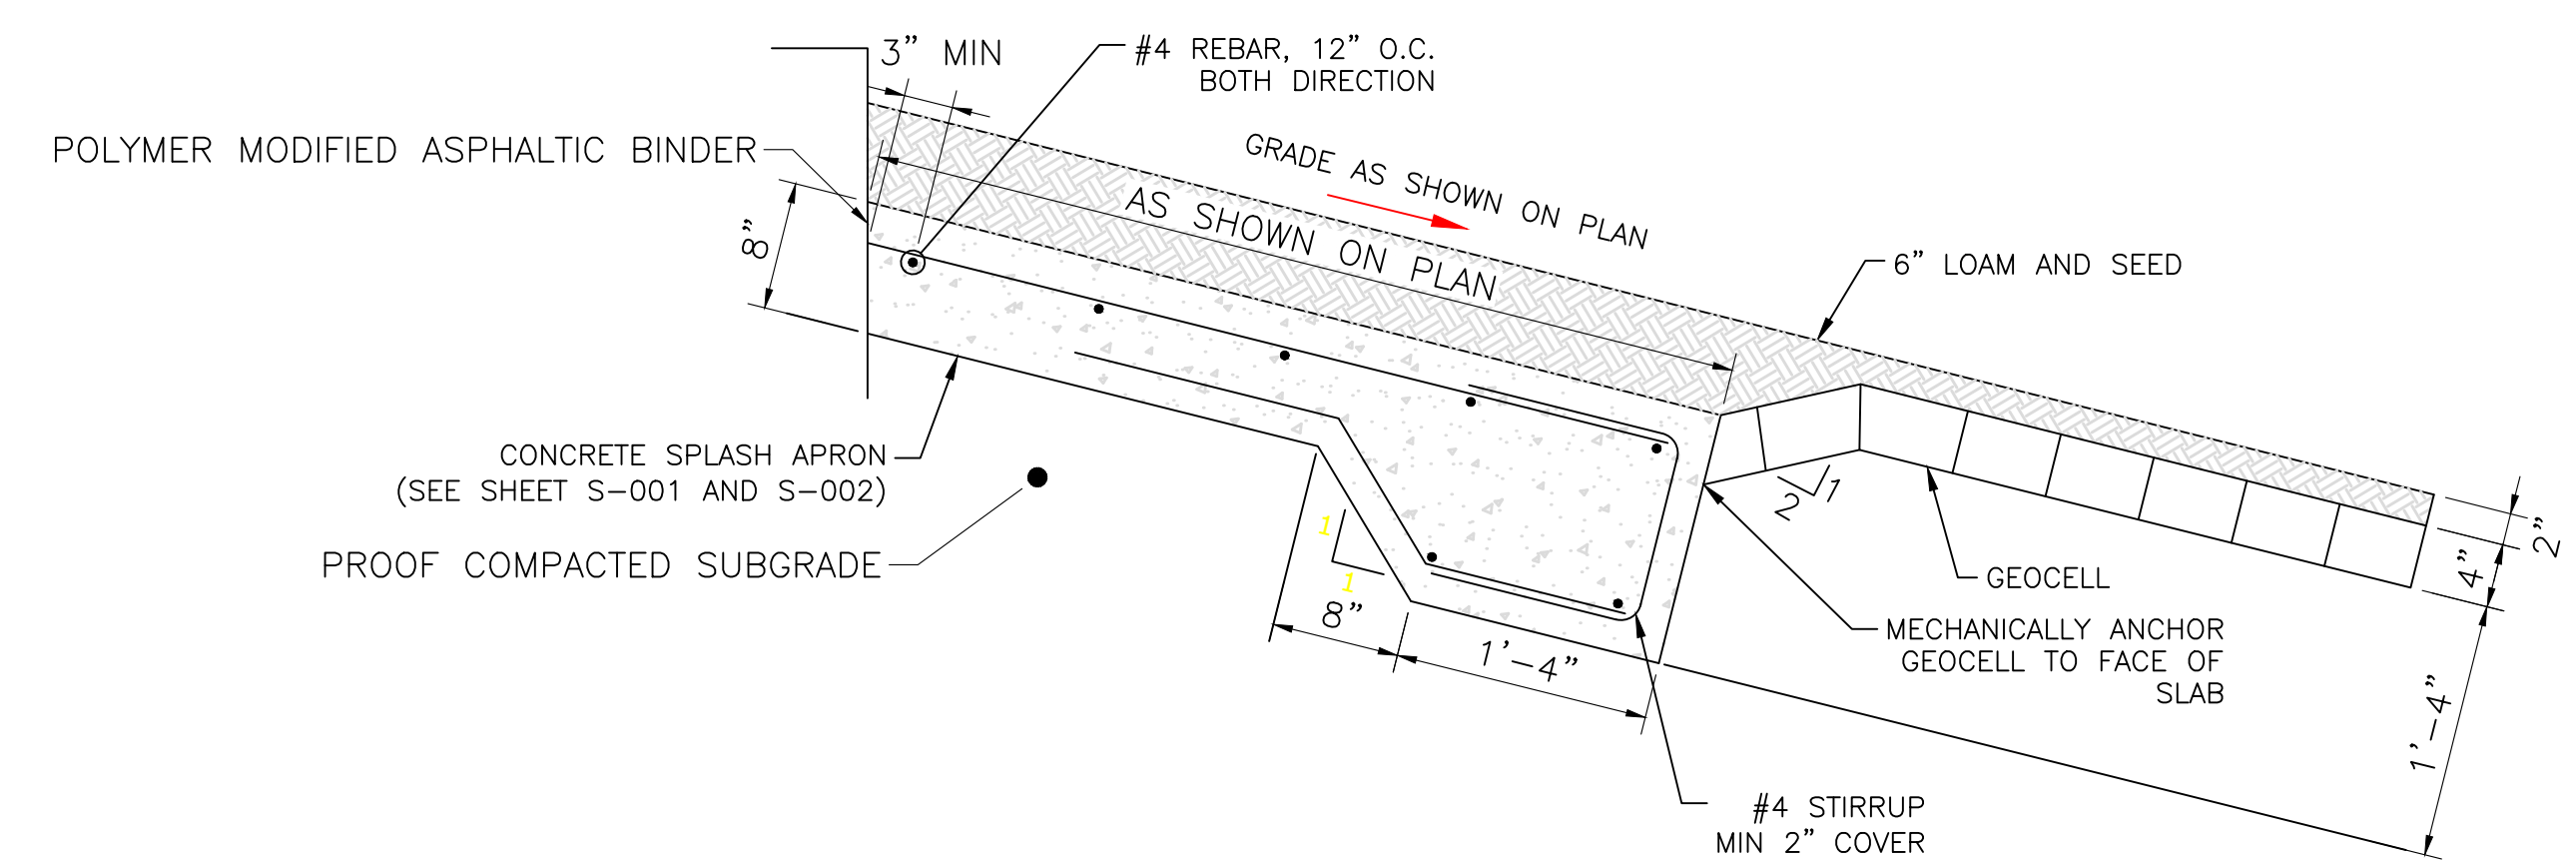 3” MIN
#4 REBAR, 12” O.C.
BOTH DIRECTION
POLYMER MODIFIED ASPHALTIC BINDER
GRADE AS SHOWN ON PLAN
AS SHOWN ON PLAN
8”
6” LOAM AND SEED
CONCRETE SPLASH APRON
(SEE SHEET S-001 AND S-002)
PROOF COMPACTED SUBGRADE
1
1
2
1
8”
1’-4”
GEOCELL
MECHANICALLY ANCHOR
GEOCELL TO FACE OF
SLAB
2”
4”
1’-4”
#4 STIRRUP
MIN 2” COVER